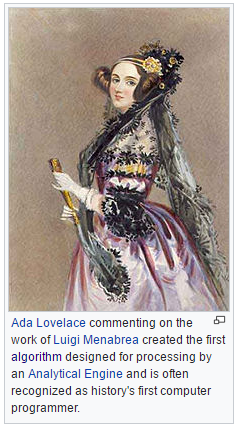 Ada Lovelace commenting on the
work of Luigi Menabrea created the first
algorithm designed for processing by
an Analytical Engine and is often
recognized as history's first computer
programmer.